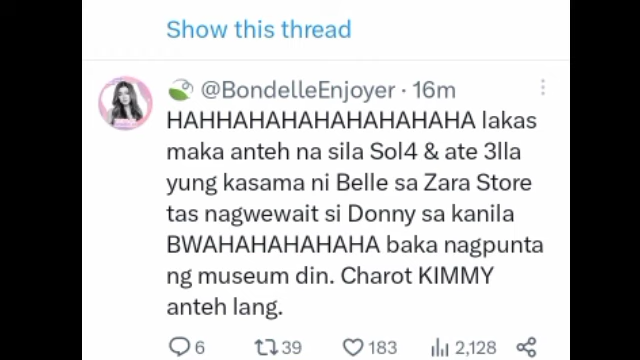 Show this thread
@BondelleEnjoyer · 16m
HAHHAHAHAHAHAHAHAHA lakas
maka anteh na sila Sol4 & ate 3lla
yung kasama ni Belle sa Zara Store
tas nagwewait si Donny sa kanila
BWAHAHAHAHAHA baka nagpunta
ng museum din. Charot KIMMY
anteh lang.
6 39 183 2,128